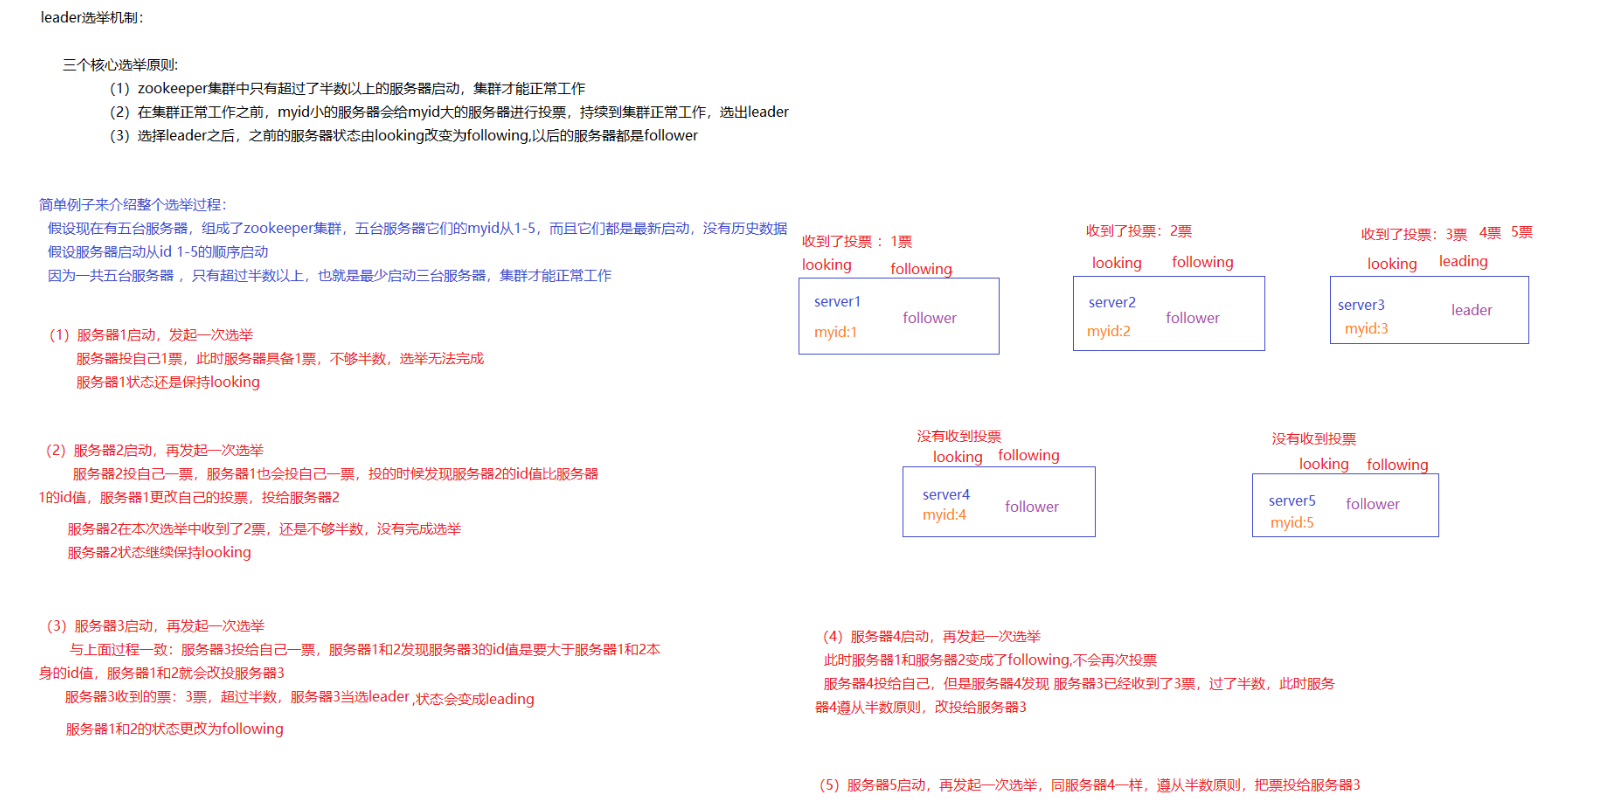 leader选举机制：
三个核心选举原则:
（1）zookeeper集群中只有超过了半数以上的服务器启动，集群才能正常工作
（2）在集群正常工作之前，myid小的服务器会给myid大的服务器进行投票，持续到集群正常工作，选出leader
（3）选择leader之后，之前的服务器状态由looking改变为following,以后的服务器都是follower
简单例子来介绍整个选举过程：
假设现在有五台服务器，组成了zookeeper集群，五台服务器它们的myid从1-5，而且它们都是最新启动，没有历史数据
假设服务器启动从id 1-5的顺序启动
因为一共五台服务器 ，只有超过半数以上，也就是最少启动三台服务器，集群才能正常工作
（1）服务器1启动，发起一次选举
服务器投自己1票，此时服务器具备1票，不够半数，选举无法完成
服务器1状态还是保持looking
（2）服务器2启动，再发起一次选举
服务器2投自己一票，服务器1也会投自己一票，投的时候发现服务器2的id值比服务器
1的id值，服务器1更改自己的投票，投给服务器2
服务器2在本次选举中收到了2票，还是不够半数，没有完成选举
服务器2状态继续保持looking
（3）服务器3启动，再发起一次选举
与上面过程一致：服务器3投给自己一票，服务器1和2发现服务器3的id值是要大于服务器1和2本
身的id值，服务器1和2就会改投服务器3
服务器3收到的票：3票，超过半数，服务器3当选leader ,状态会变成leading
服务器1和2的状态更改为following
收到了投票 ：1票
looking following
server1
follower
myid:1
收到了投票：2票
looking following
server2
follower
myid:2
收到了投票：3票 4票 5票
looking leading
server3
leader
myid:3
没有收到投票
looking following
server4
follower
myid:4
没有收到投票
looking following
server5
follower
myid:5
（4）服务器4启动，再发起一次选举
此时服务器1和服务器2变成了following,不会再次投票
服务器4投给自己，但是服务器4发现 服务器3已经收到了3票，过了半数，此时服务
器4遵从半数原则，改投给服务器3
（5）服务器5启动，再发起一次选举，同服务器4一样，遵从半数原则，把票投给服务器3